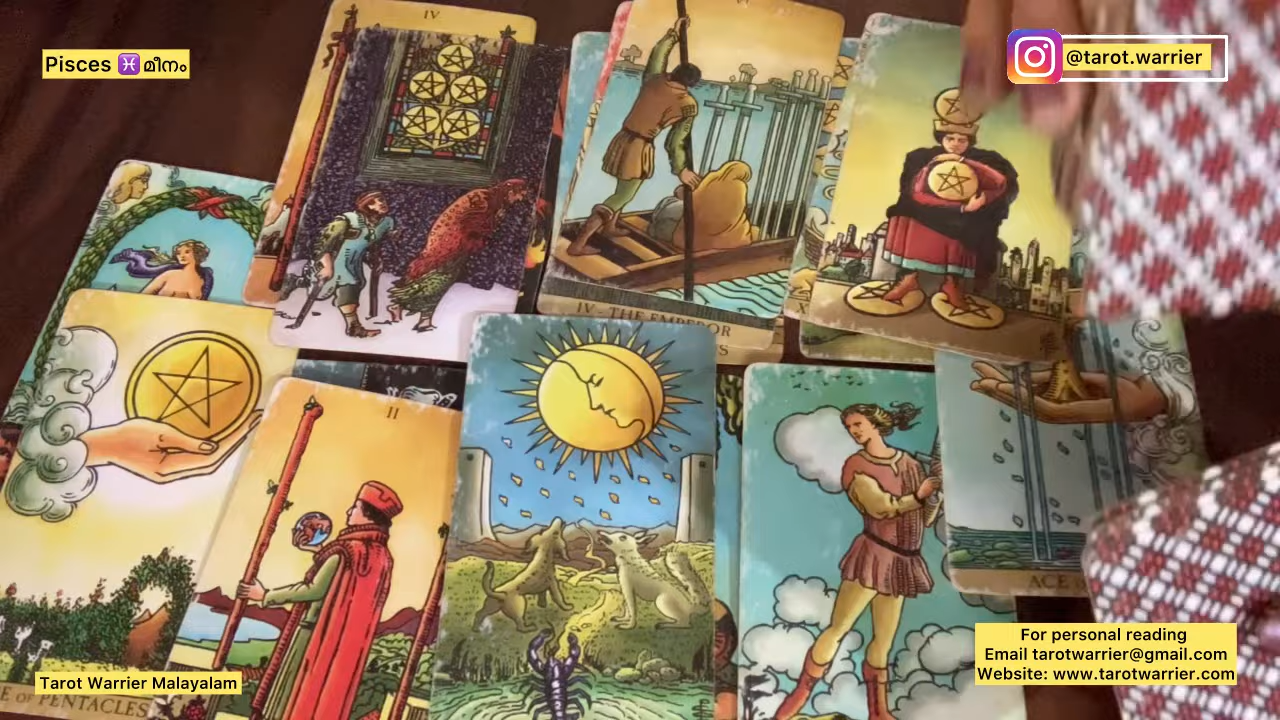 IV
Pisces ♓ മീനം
@tarot.warrier
IV - THE EMPEROR
II
ACE
For personal reading
Email tarotwarrier@gmail.com
Website: www.tarotwarrier.com
Tarot Warrier Malayalam
OF PENTACLES